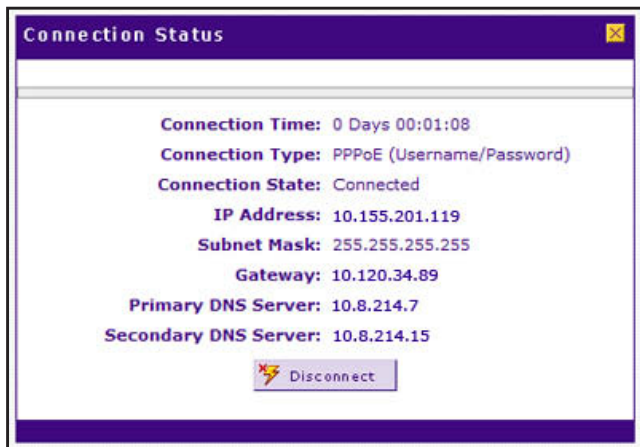 Connection Status
Connection Time: 0 Days 00:01:08
Connection Type: PPPoE (Username/Password)
Connection State: Connected
IP Address: 10.155.201.119
Subnet Mask: 255.255.255.255
Gateway: 10.120.34.89
Primary DNS Server: 10.8.214.7
Secondary DNS Server: 10.8.214.15
Disconnect